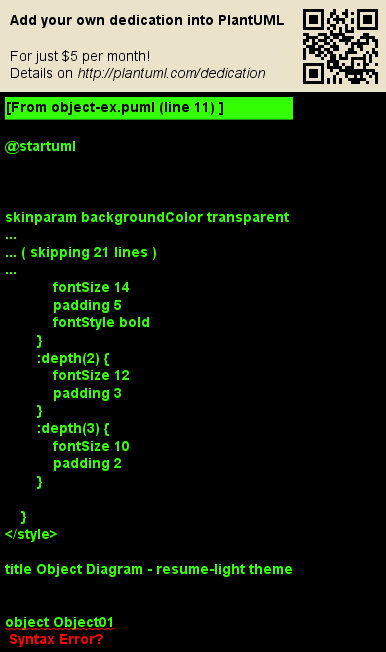 Add your own dedication into PlantUML
For just $5 per month!
Details on http://plantuml.com/dedication
[From object-ex.puml (line 11) ]
@startuml
skinparam backgroundColor transparent
...
... ( skipping 21 lines )
...
fontSize 14
padding 5
fontStyle bold
}
:depth(2) {
fontSize 12
padding 3
}
:depth(3) {
fontSize 10
padding 2
}
}
</style>
title Object Diagram - resume-light theme
object Object01
Syntax Error?